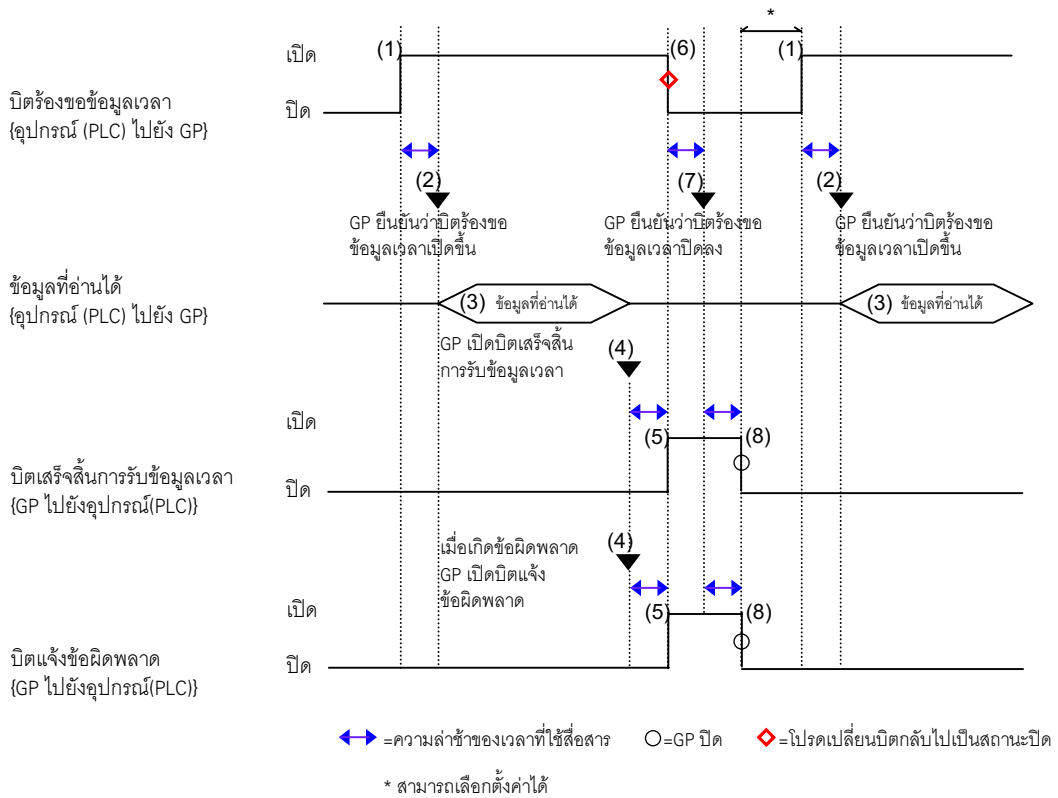 *
เปิด
(1)
(6)
(1)
บิตร้องขอข้อมูลเวลา
{อุปกรณ์ (PLC) ไปยัง GP}
ปิด
(2)
(7)
(2)
GP ยืนยันว่าบิตร้องขอ
ข้อมูลเวลาเปิดขึ้น
GP ยืนยันว่าบิตร้องขอ
ข้อมูลเวลาปิดลง
GP ยืนยันว่าบิตร้องขอ
ข้อมูลเวลาเปิดขึ้น
ข้อมูลที่อ่านได้
{อุปกรณ์ (PLC) ไปยัง GP}
(3) ข้อมูลที่อ่านได้
(3) ข้อมูลที่อ่านได้
GP เปิดบิตเสร็จสิ้น
การรับข้อมูลเวลา
(4)
เปิด
(5)
(8)
บิตเสร็จสิ้นการรับข้อมูลเวลา
{GP ไปยังอุปกรณ์(PLC)}
ปิด
เมื่อเกิดข้อผิดพลาด
GP เปิดบิตแจ้ง
ข้อผิดพลาด
(4)
เปิด
(5)
(8)
บิตแจ้งข้อผิดพลาด
{GP ไปยังอุปกรณ์(PLC)}
ปิด
=ความล่าช้าของเวลาที่ใช้สื่อสาร
=GP ปิด
=โปรดเปลี่ยนบิตกลับไปเป็นสถานะปิด
* สามารถเลือกตั้งค่าได้